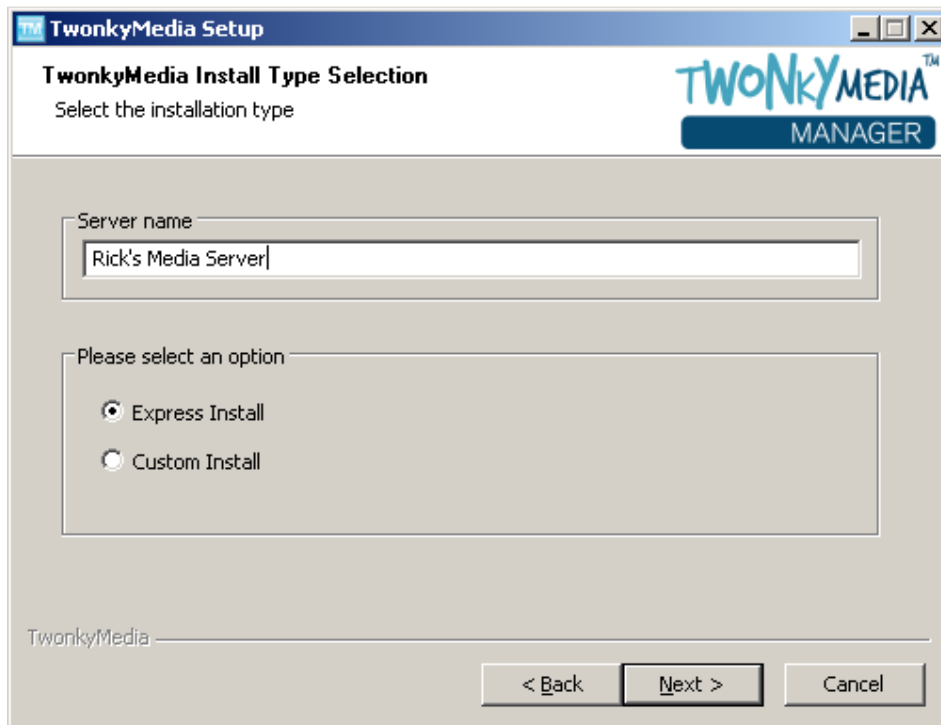 TM TwonkyMedia Setup
TwonkyMedia Install Type Selection
Select the installation type
TWONKYMEDIA™
MANAGER
Server name
Rick's Media Server
Please select an option
Express Install
Custom Install
TwonkyMedia
< Back Next > Cancel